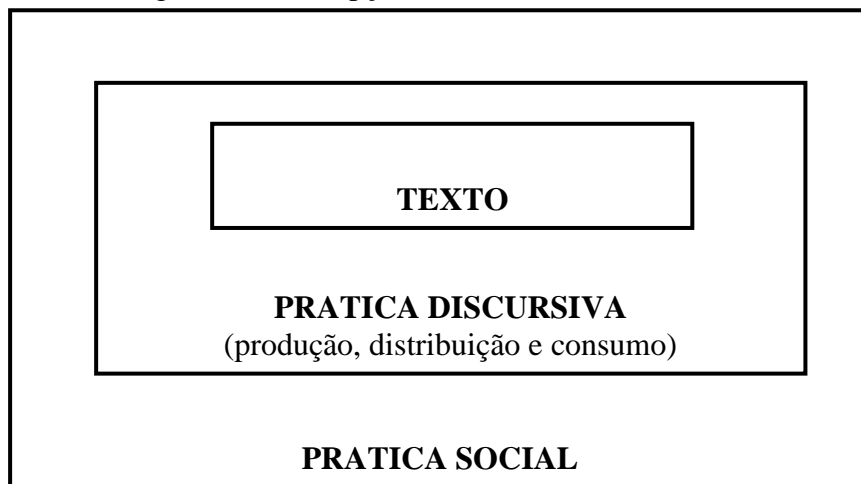 TEXTO
PRATICA DISCURSIVA
(produção, distribuição e consumo)
PRATICA SOCIAL